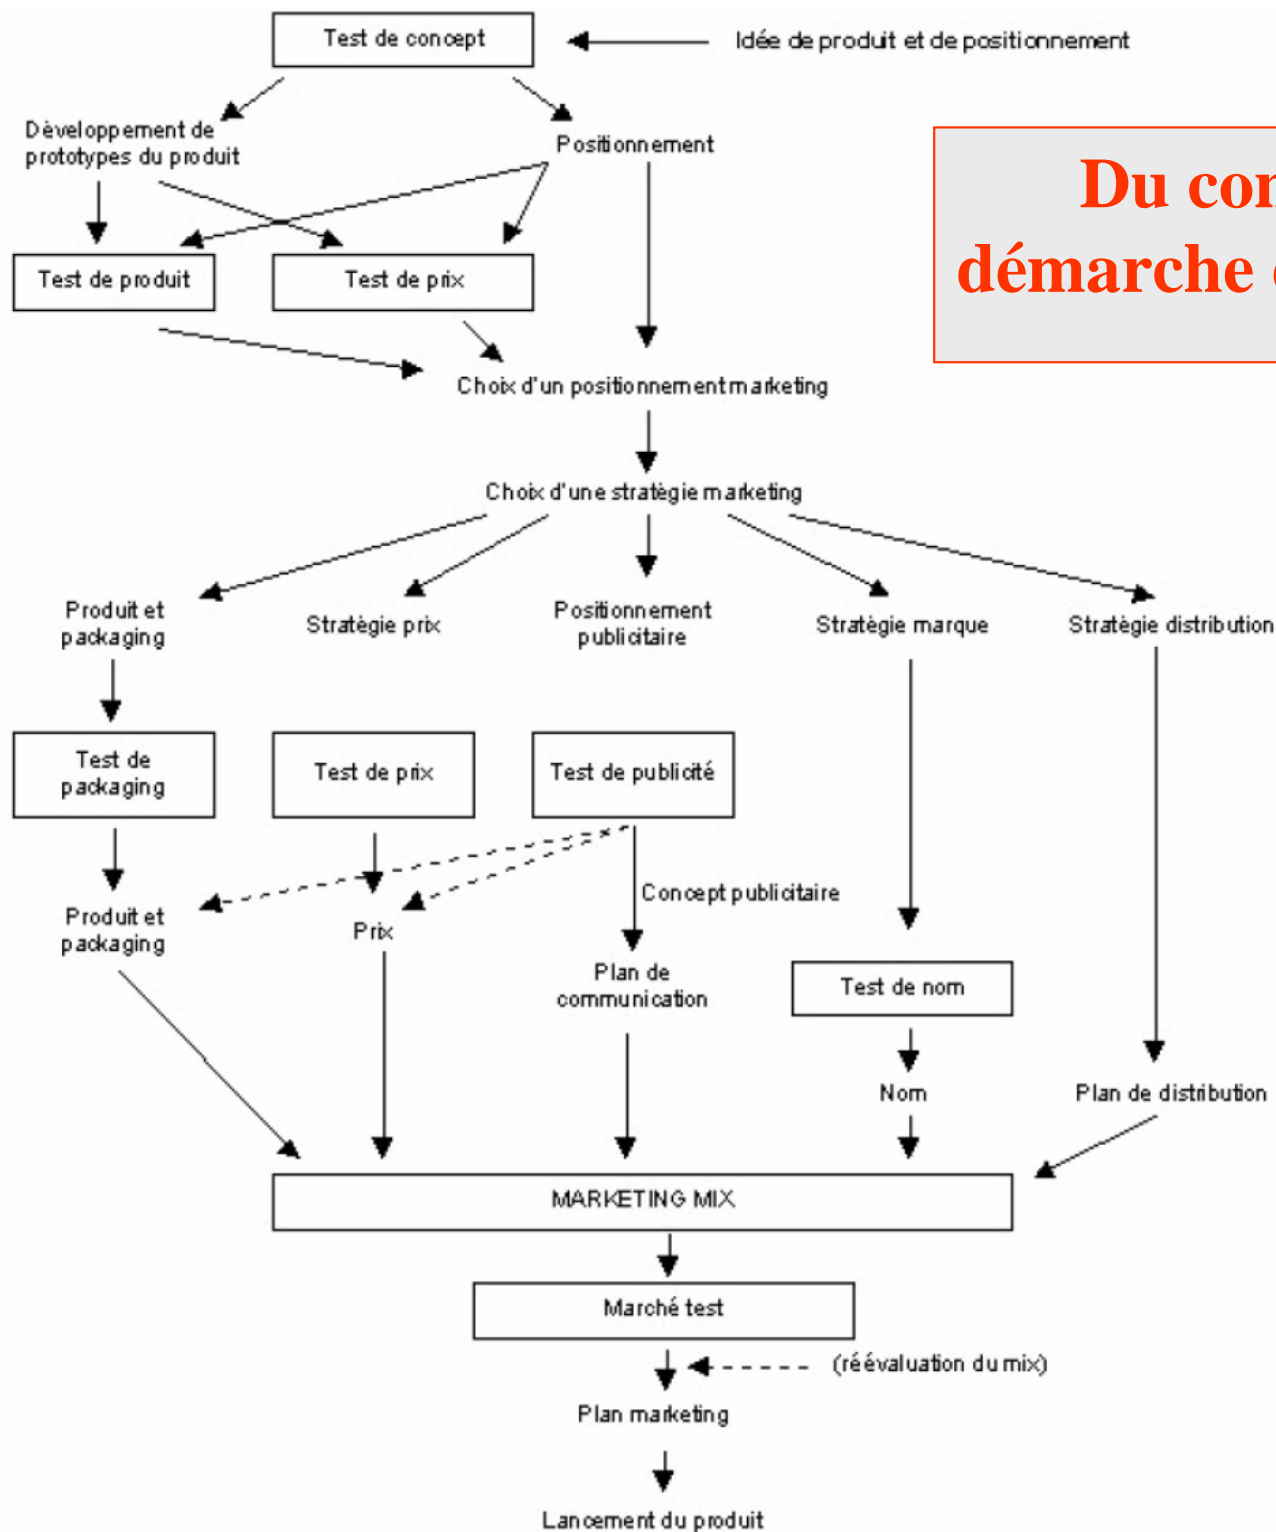 Test de concept
Idée de produit et de positionnement
Développement de
prototypes du produit
Positionnement
Du con
démarche
Test de produit
Test de prix
Choix d'un positionnement marketing
Choix d'une stratégie marketing
Produit et
packaging
Stratégie prix
Positionnement
publicitaire
Stratégie marque
Stratégie distribution
Test de
packaging
Test de prix
Test de publicité
Concept publicitaire
Produit et
packaging
Prix
Plan de
communication
Test de nom
Nom
Plan de distribution
MARKETING MIX
Marché test
(réévaluation du mix)
Plan marketing
Lancement du produit